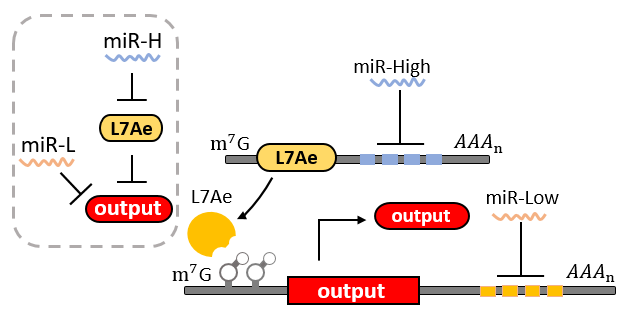 miR-H
L7Ae
miR-L
output
miR-High
m⁷G
L7Ae
AAAₙ
L7Ae
output
miR-Low
m⁷G
output
AAAₙ